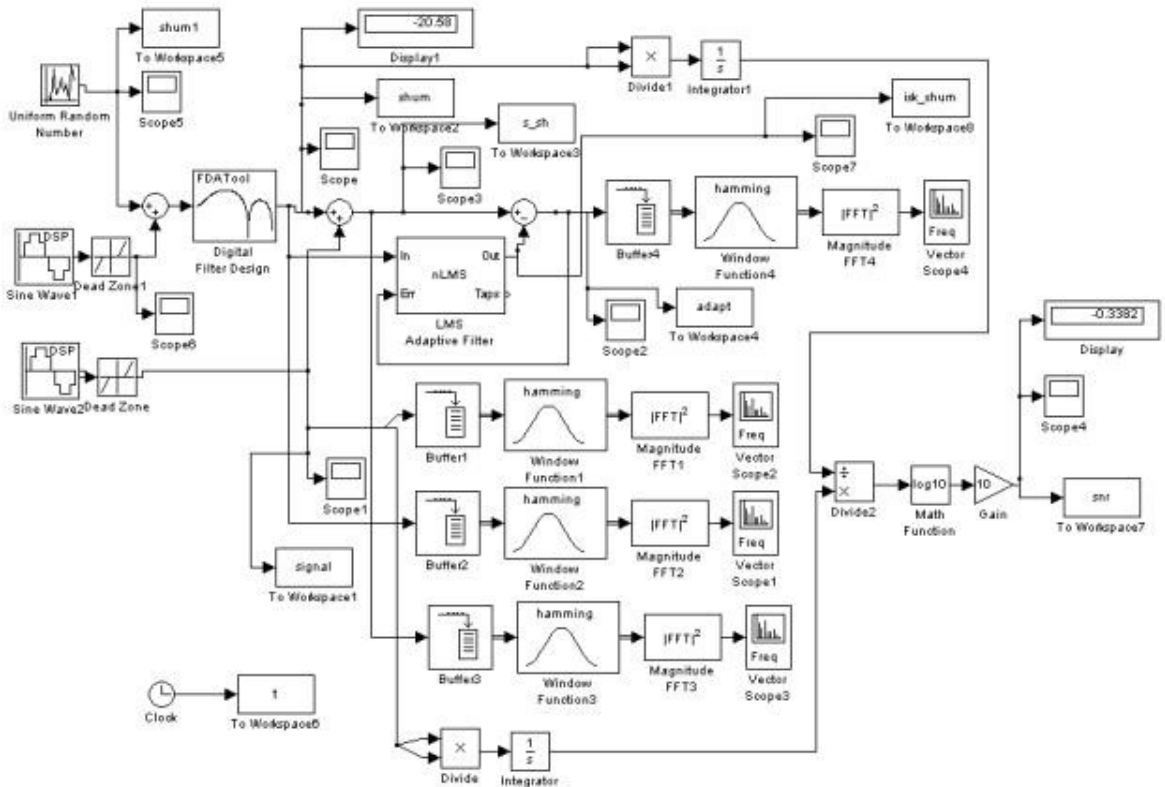 shum1
To Workspace5
-20.58
Display1
Uniform Random
Number
Scope5
shum
To Workspace2
s_sh
To Workspace3
×
Divide1
1
s
Integrator1
isk_shum
To Workspace8
Scope7
Scope
Scope3
FDATool
Digital
Filter Design
+
+
+
+
+
-
DSP
Sine Wave1
Dead Zone1
Scope6
In
Err
nLMS
Out
Taps
LMS
Adaptive Filter
Buffer4
hamming
Window
Function4
|FFT|²
Magnitude
FFT4
Freq
Vector
Scope4
Scope2
adapt
To Workspace4
-0.3382
Display
Scope4
DSP
Sine Wave2
Dead Zone
Buffer1
hamming
Window
Function1
|FFT|²
Magnitude
FFT1
Freq
Vector
Scope2
Scope1
Buffer2
hamming
Window
Function2
|FFT|²
Magnitude
FFT2
Freq
Vector
Scope1
÷
×
Divide2
log10
Math
Function
10
Gain
snr
To Workspace7
signal
To Workspace1
Buffer3
hamming
Window
Function3
|FFT|²
Magnitude
FFT3
Freq
Vector
Scope3
Clock
t
To Workspace6
×
Divide
1
s
Integrator